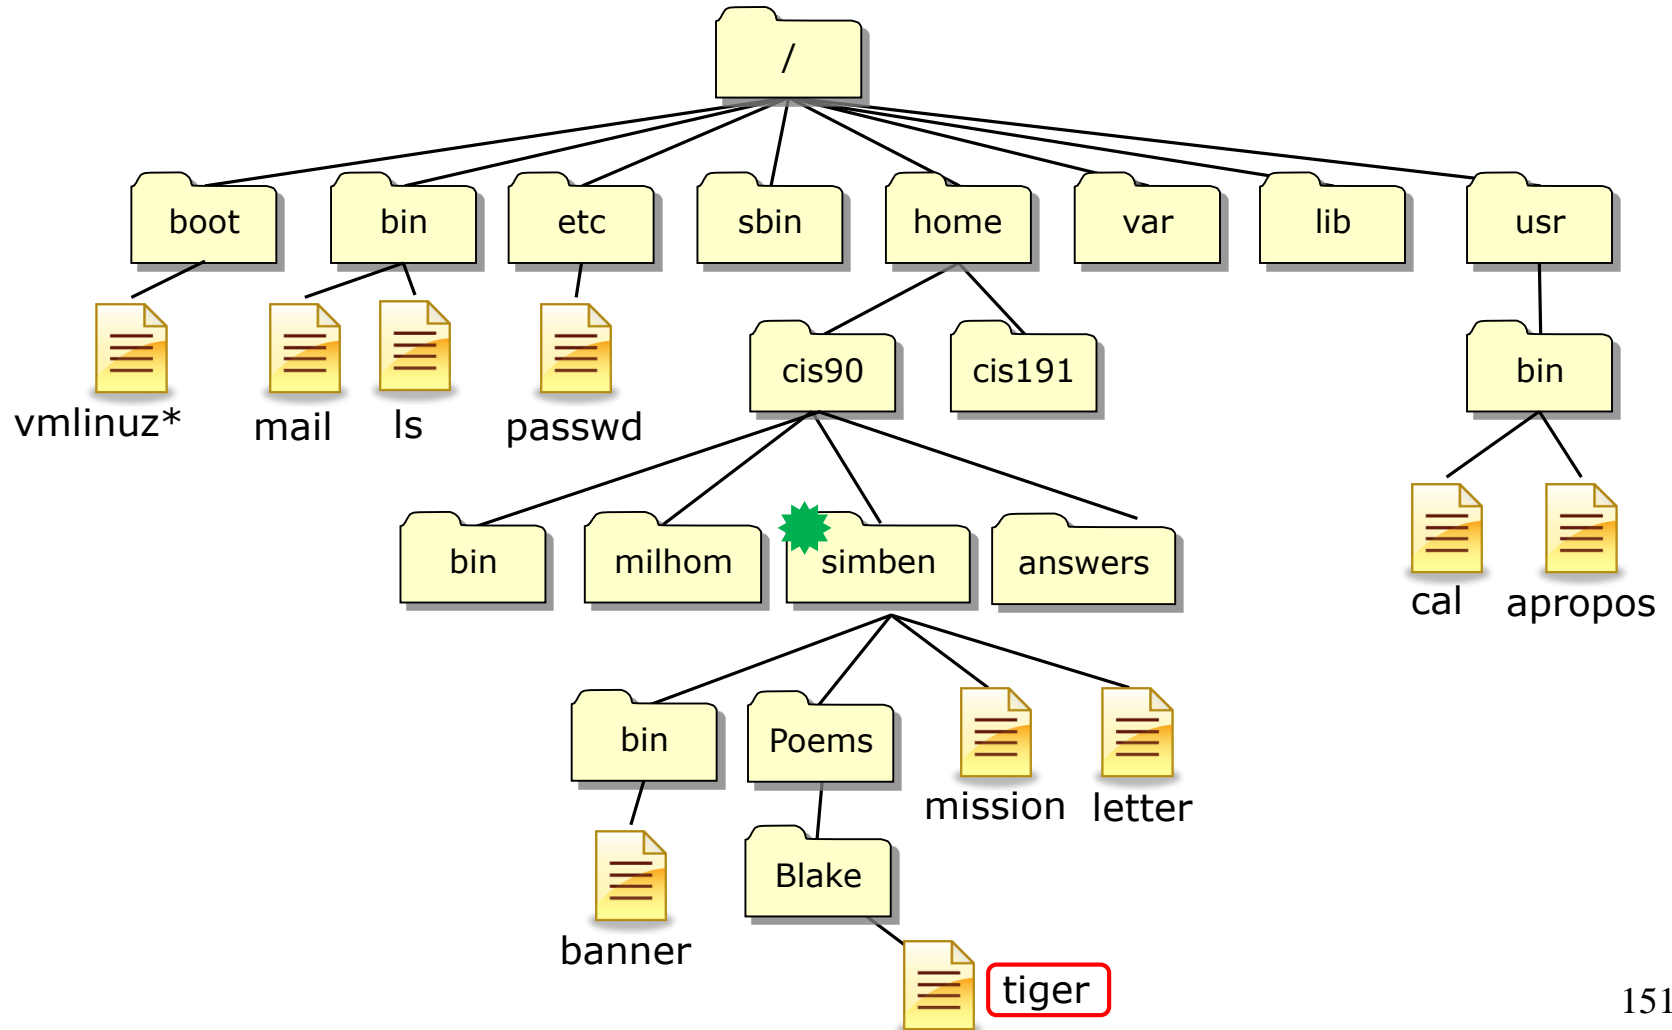 /
boot bin etc sbin home var lib usr
vmlinuz* mail ls passwd
cis90 cis191 bin
bin milhom simben answers
cal apropos
bin Poems
mission letter
banner
Blake
tiger
151